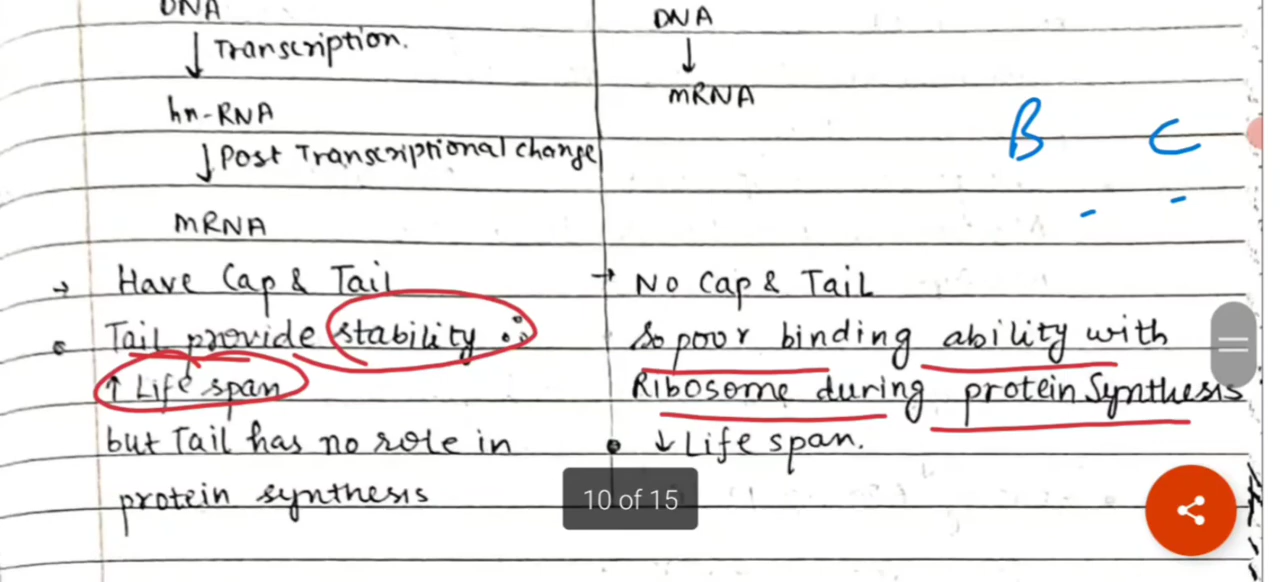 DNA
Transcription.
hn-RNA
Post Transcriptional change
mRNA
→ Have Cap & Tail
• Tail provide stability ∴
↑ Life span
but Tail has no role in
protein synthesis
DNA
mRNA
→ No Cap & Tail
So poor binding ability with
Ribosome during protein Synthesis
• ↓ Life span.
B C
10 of 15